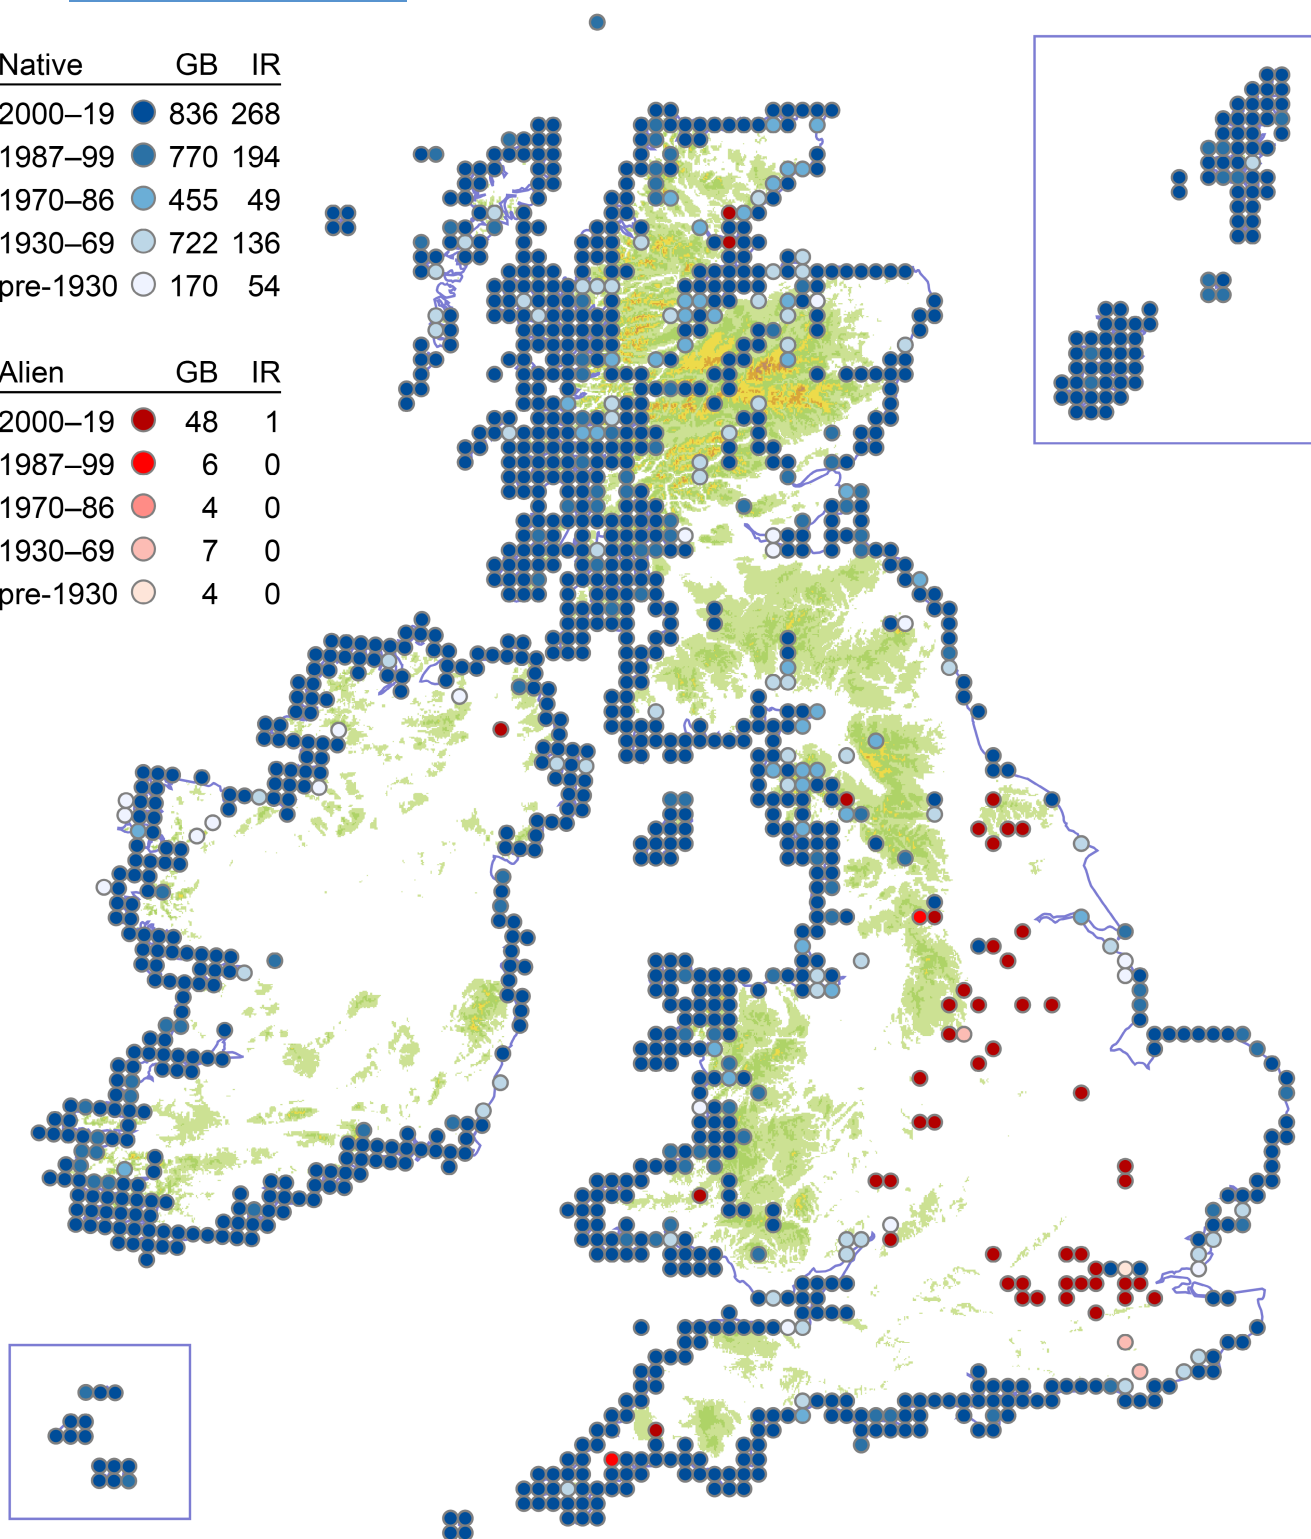 Native GB IR
2000–19 836 268
1987–99 770 194
1970–86 455 49
1930–69 722 136
pre-1930 170 54
Alien GB IR
2000–19 48 1
1987–99 6 0
1970–86 4 0
1930–69 7 0
pre-1930 4 0